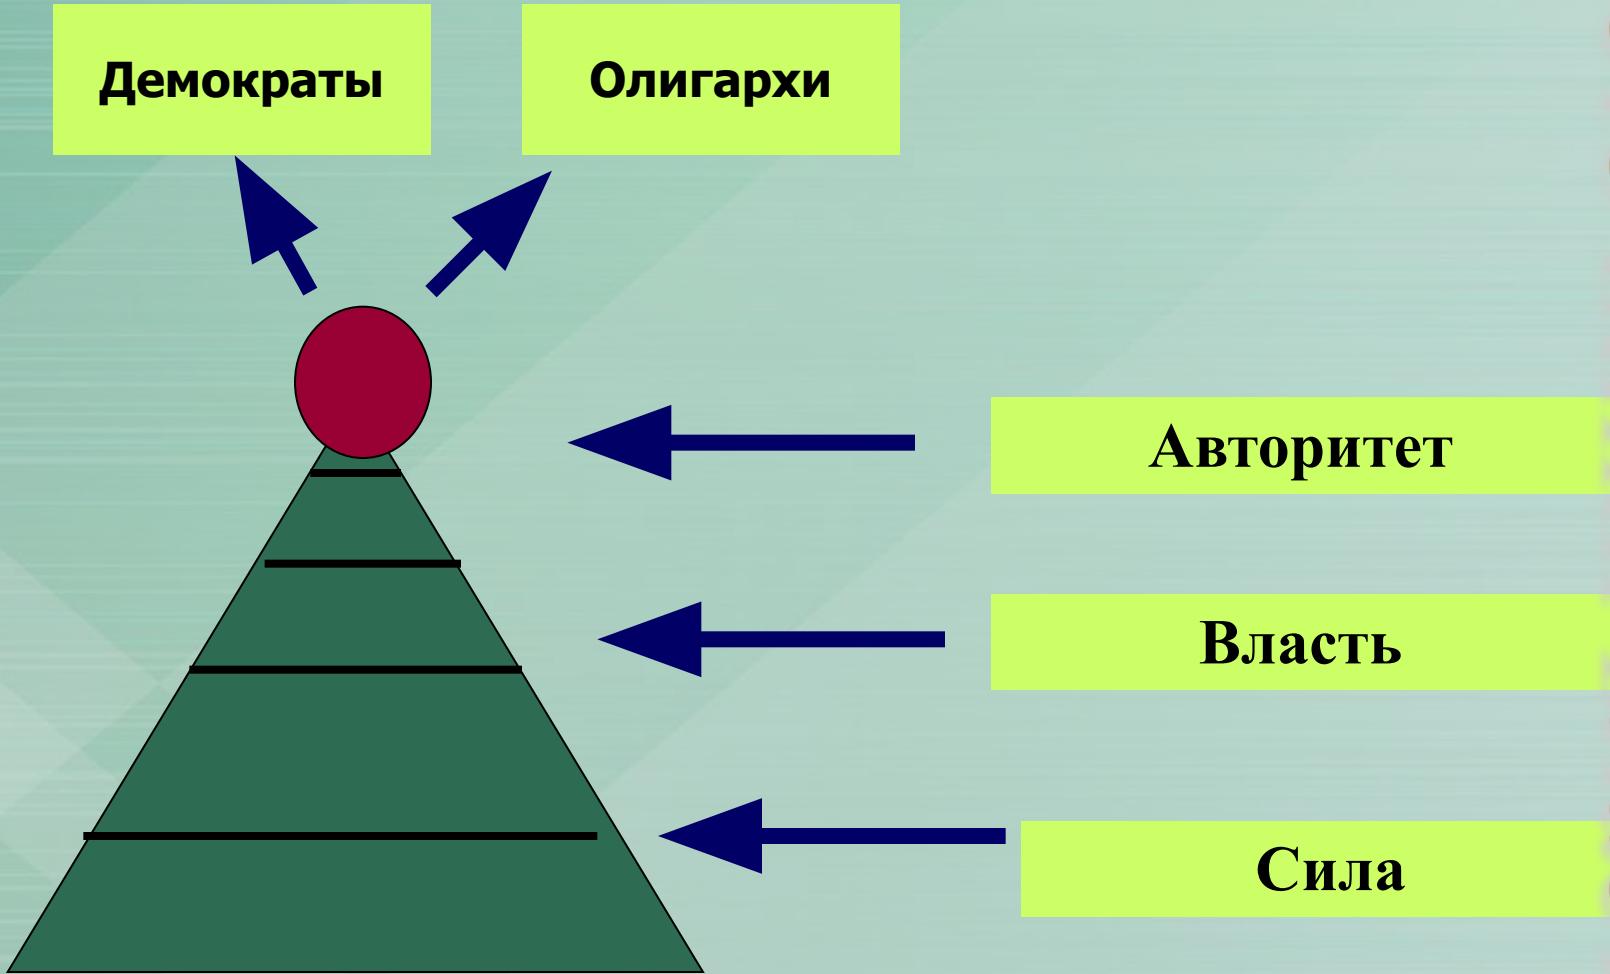 Демократы
Олигархи
Авторитет
Власть
Сила